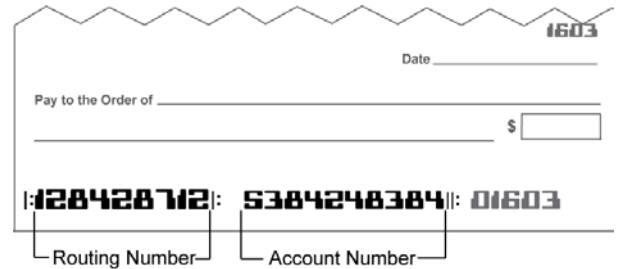 1603
Date
Pay to the Order of
$
|:128428712|: 5384248384||: 01603
Routing Number Account Number